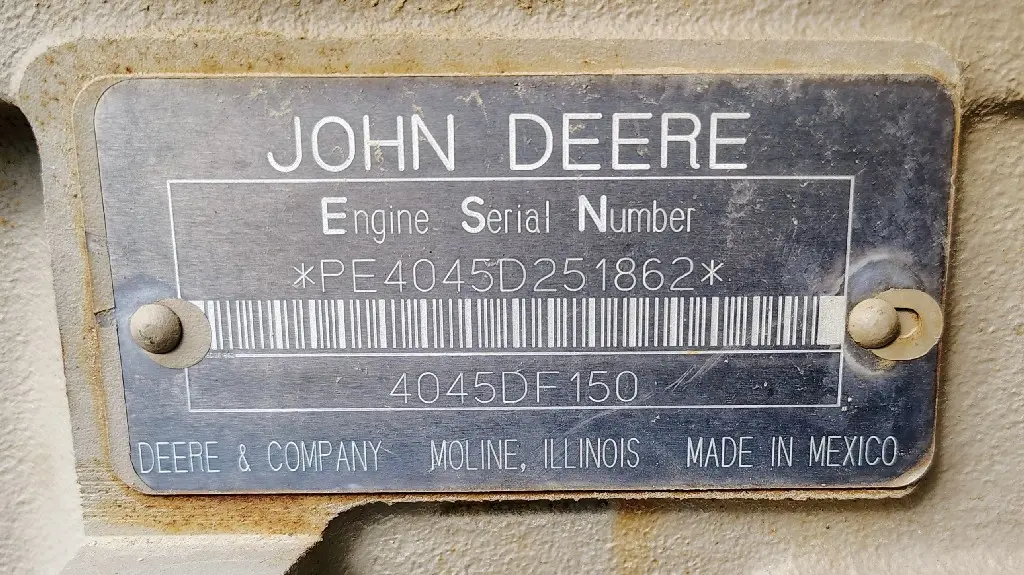 JOHN DEERE
Engine Serial Number
*PE4045D251862*
4045DF150
DEERE & COMPANY MOLINE, ILLINOIS MADE IN MEXICO